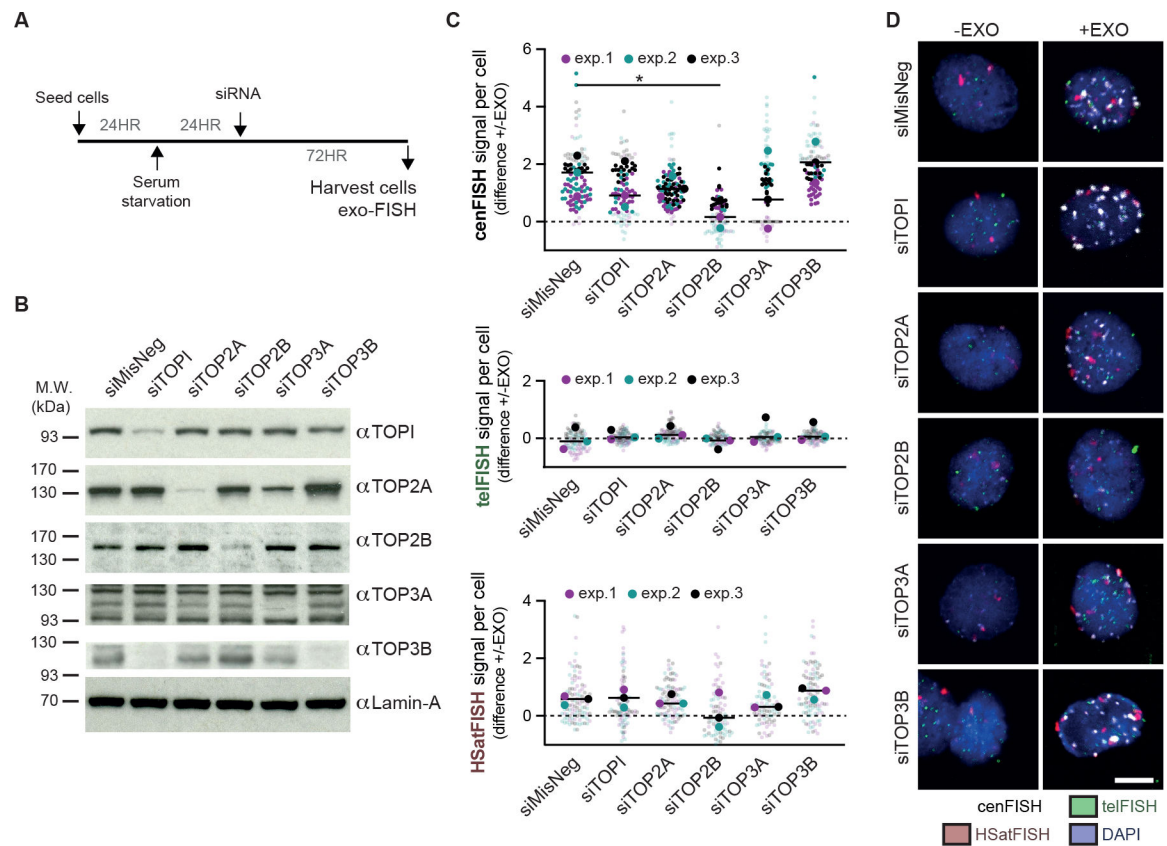 A
Seed cells
24HR
24HR
siRNA
72HR
Serum
starvation
Harvest cells
exo-FISH
B
siMisNeg
siTOPI
siTOP2A
siTOP2B
siTOP3A
siTOP3B
M.W.
(kDa)
93
αTOPI
170
130
αTOP2A
170
130
αTOP2B
130
93
αTOP3A
130
93
αTOP3B
70
αLamin-A
C
cenFISH signal per cell
(difference +/-EXO)
6
4
2
0
exp.1 exp.2 exp.3
*
siMisNeg
siTOPI
siTOP2A
siTOP2B
siTOP3A
siTOP3B
telFISH signal per cell
(difference +/-EXO)
2
0
exp.1 exp.2 exp.3
siMisNeg
siTOPI
siTOP2A
siTOP2B
siTOP3A
siTOP3B
HSatFISH signal per cell
(difference +/-EXO)
4
2
0
exp.1 exp.2 exp.3
siMisNeg
siTOPI
siTOP2A
siTOP2B
siTOP3A
siTOP3B
D
-EXO +EXO
siMisNeg
siTOPI
siTOP2A
siTOP2B
siTOP3A
siTOP3B
cenFISH telFISH
HSatFISH DAPI